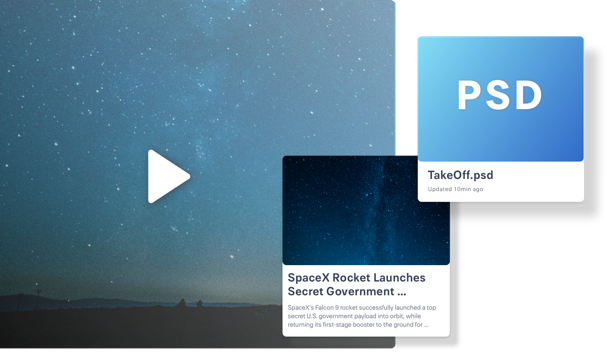 PSD
TakeOff.psd
Updated 10min ago
SpaceX Rocket Launches
Secret Government ...
SpaceX's Falcon 9 rocket successfully launched a top
secret U.S. government payload into orbit, while
returning its first-stage booster to the ground for ...